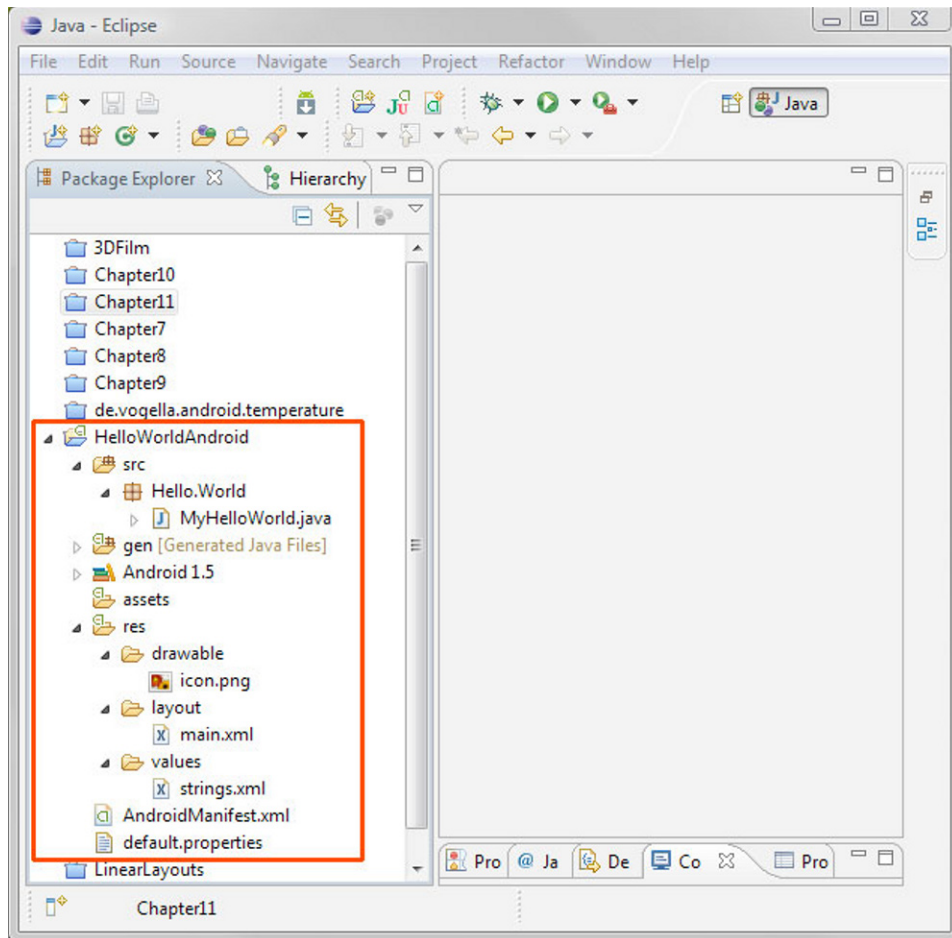 Java - Eclipse
File Edit Run Source Navigate Search Project Refactor Window Help
Java
Package Explorer
Hierarchy
3DFilm
Chapter10
Chapter11
Chapter7
Chapter8
Chapter9
de.vogella.android.temperature
HelloWorldAndroid
src
Hello.World
MyHelloWorld.java
gen [Generated Java Files]
Android 1.5
assets
res
drawable
icon.png
layout
main.xml
values
strings.xml
AndroidManifest.xml
default.properties
LinearLayouts
Pro @ Ja De Co Pro
Chapter11